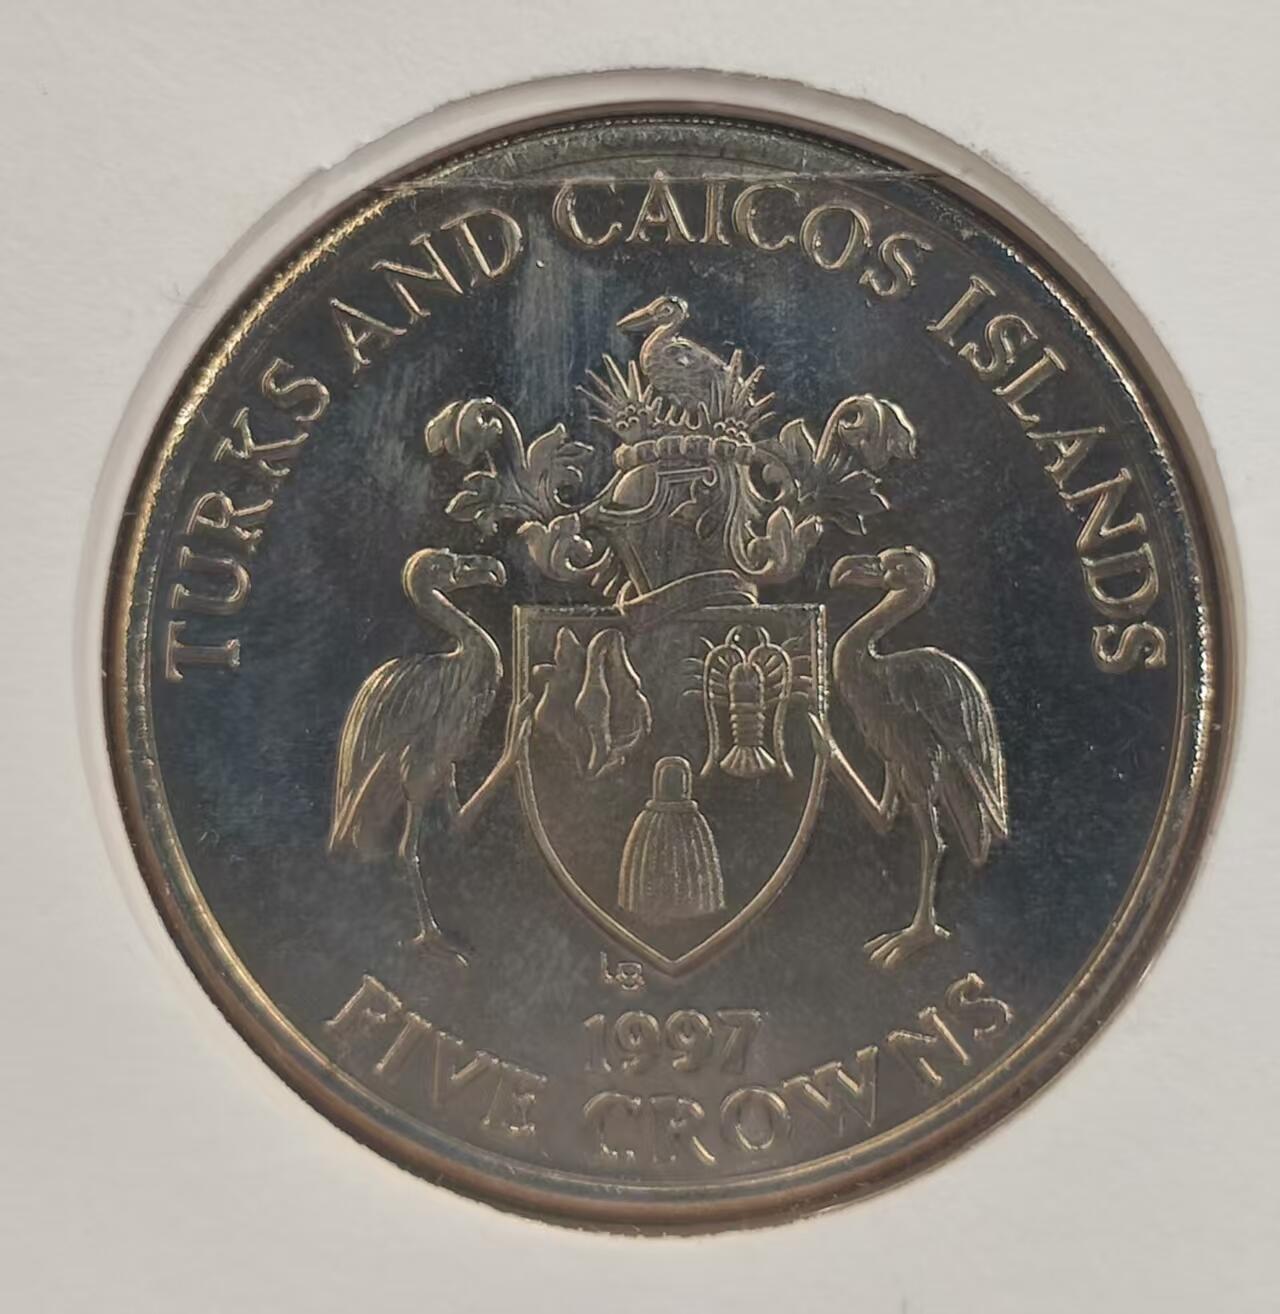 TURKS AND CAICOS ISLANDS
1997
FIVE CROWNS